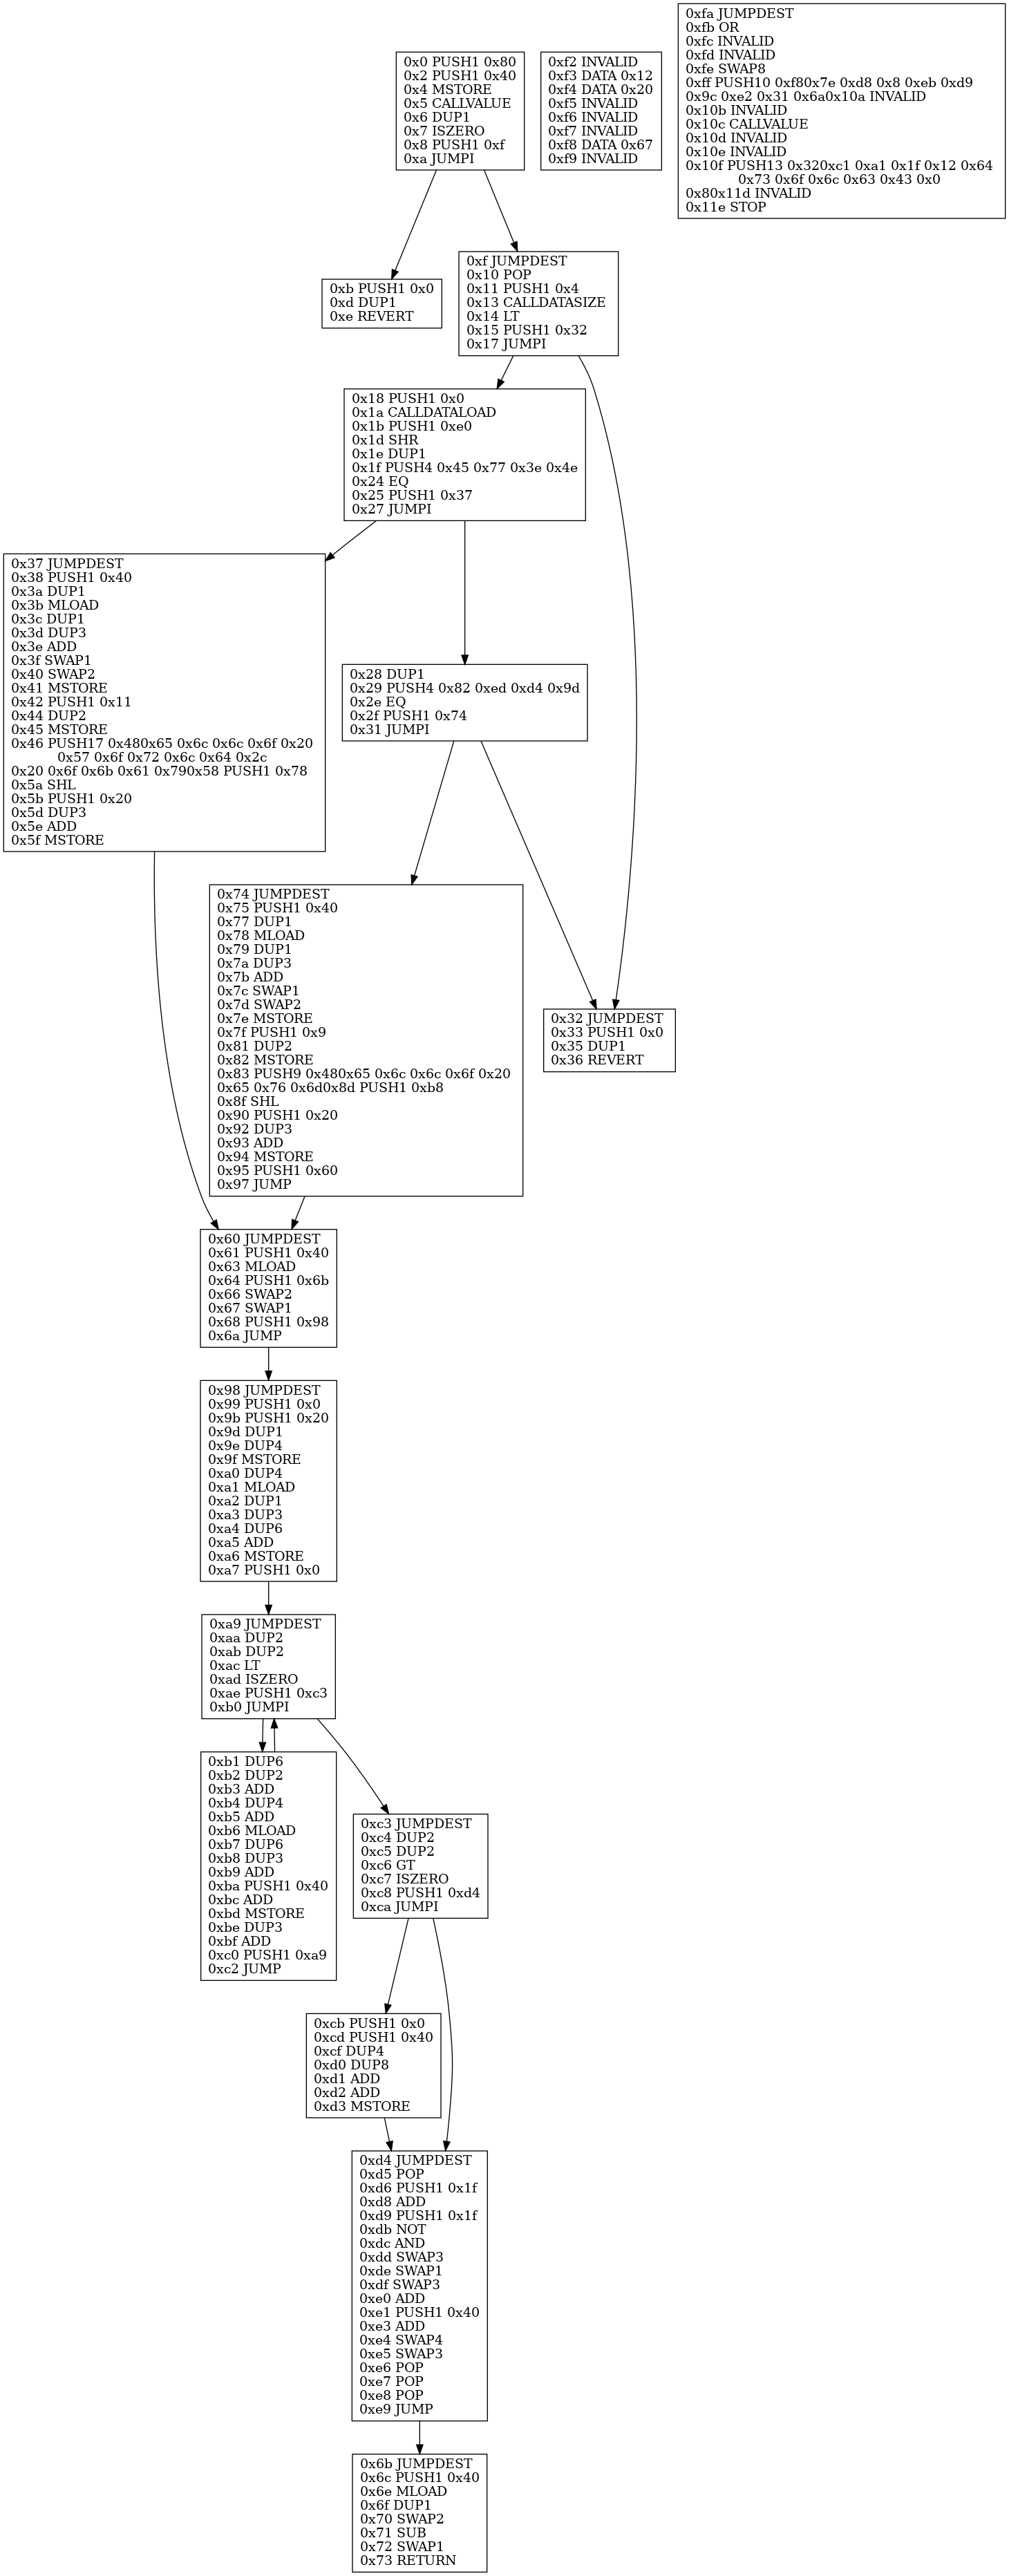 0x0 PUSH1 0x80
0x2 PUSH1 0x40
0x4 MSTORE
0x5 CALLVALUE
0x6 DUP1
0x7 ISZERO
0x8 PUSH1 0xf
0xa JUMPI
0xf2 INVALID
0xf3 DATA 0x12
0xf4 DATA 0x20
0xf5 INVALID
0xf6 INVALID
0xf7 INVALID
0xf8 DATA 0x67
0xf9 INVALID
0xfa JUMPDEST
0xfb OR
0xfc INVALID
0xfd INVALID
0xfe SWAP8
0xff PUSH10 0xf80x7e 0xd8 0x8 0xeb 0xd9
0x9c 0xe2 0x31 0x6a0x10a INVALID
0x10b INVALID
0x10c CALLVALUE
0x10d INVALID
0x10e INVALID
0x10f PUSH13 0x320xc1 0xa1 0x1f 0x12 0x64
0x73 0x6f 0x6c 0x63 0x43 0x0
0x80x11d INVALID
0x11e STOP
0xb PUSH1 0x0
0xd DUP1
0xe REVERT
0xf JUMPDEST
0x10 POP
0x11 PUSH1 0x4
0x13 CALLDATASIZE
0x14 LT
0x15 PUSH1 0x32
0x17 JUMPI
0x18 PUSH1 0x0
0x1a CALLDATALOAD
0x1b PUSH1 0xe0
0x1d SHR
0x1e DUP1
0x1f PUSH4 0x45 0x77 0x3e 0x4e
0x24 EQ
0x25 PUSH1 0x37
0x27 JUMPI
0x37 JUMPDEST
0x38 PUSH1 0x40
0x3a DUP1
0x3b MLOAD
0x3c DUP1
0x3d DUP3
0x3e ADD
0x3f SWAP1
0x40 SWAP2
0x41 MSTORE
0x42 PUSH1 0x11
0x44 DUP2
0x45 MSTORE
0x46 PUSH17 0x480x65 0x6c 0x6c 0x6f 0x20
0x57 0x6f 0x72 0x6c 0x64 0x2c
0x20 0x6f 0x6b 0x61 0x790x58 PUSH1 0x78
0x5a SHL
0x5b PUSH1 0x20
0x5d DUP3
0x5e ADD
0x5f MSTORE
0x28 DUP1
0x29 PUSH4 0x82 0xed 0xd4 0x9d
0x2e EQ
0x2f PUSH1 0x74
0x31 JUMPI
0x74 JUMPDEST
0x75 PUSH1 0x40
0x77 DUP1
0x78 MLOAD
0x79 DUP1
0x7a DUP3
0x7b ADD
0x7c SWAP1
0x7d SWAP2
0x7e MSTORE
0x7f PUSH1 0x9
0x81 DUP2
0x82 MSTORE
0x83 PUSH9 0x480x65 0x6c 0x6c 0x6f 0x20
0x65 0x76 0x6d0x8d PUSH1 0xb8
0x8f SHL
0x90 PUSH1 0x20
0x92 DUP3
0x93 ADD
0x94 MSTORE
0x95 PUSH1 0x60
0x97 JUMP
0x32 JUMPDEST
0x33 PUSH1 0x0
0x35 DUP1
0x36 REVERT
0x60 JUMPDEST
0x61 PUSH1 0x40
0x63 MLOAD
0x64 PUSH1 0x6b
0x66 SWAP2
0x67 SWAP1
0x68 PUSH1 0x98
0x6a JUMP
0x98 JUMPDEST
0x99 PUSH1 0x0
0x9b PUSH1 0x20
0x9d DUP1
0x9e DUP4
0x9f MSTORE
0xa0 DUP4
0xa1 MLOAD
0xa2 DUP1
0xa3 DUP3
0xa4 DUP6
0xa5 ADD
0xa6 MSTORE
0xa7 PUSH1 0x0
0xa9 JUMPDEST
0xaa DUP2
0xab DUP2
0xac LT
0xad ISZERO
0xae PUSH1 0xc3
0xb0 JUMPI
0xb1 DUP6
0xb2 DUP2
0xb3 ADD
0xb4 DUP4
0xb5 ADD
0xb6 MLOAD
0xb7 DUP6
0xb8 DUP3
0xb9 ADD
0xba PUSH1 0x40
0xbc ADD
0xbd MSTORE
0xbe DUP3
0xbf ADD
0xc0 PUSH1 0xa9
0xc2 JUMP
0xc3 JUMPDEST
0xc4 DUP2
0xc5 DUP2
0xc6 GT
0xc7 ISZERO
0xc8 PUSH1 0xd4
0xca JUMPI
0xcb PUSH1 0x0
0xcd PUSH1 0x40
0xcf DUP4
0xd0 DUP8
0xd1 ADD
0xd2 ADD
0xd3 MSTORE
0xd4 JUMPDEST
0xd5 POP
0xd6 PUSH1 0x1f
0xd8 ADD
0xd9 PUSH1 0x1f
0xdb NOT
0xdc AND
0xdd SWAP3
0xde SWAP1
0xdf SWAP3
0xe0 ADD
0xe1 PUSH1 0x40
0xe3 ADD
0xe4 SWAP4
0xe5 SWAP3
0xe6 POP
0xe7 POP
0xe8 POP
0xe9 JUMP
0x6b JUMPDEST
0x6c PUSH1 0x40
0x6e MLOAD
0x6f DUP1
0x70 SWAP2
0x71 SUB
0x72 SWAP1
0x73 RETURN